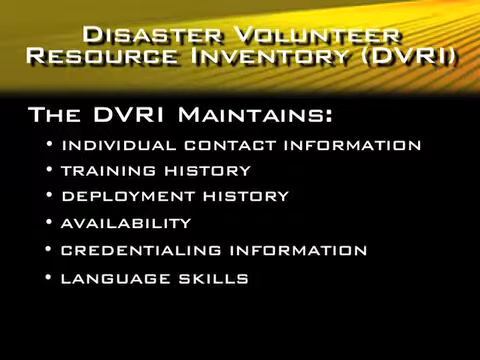 Disaster Volunteer
Resource Inventory (DVRI)
The DVRI Maintains:
• individual contact information
• training history
• deployment history
• availability
• credentialing information
• language skills